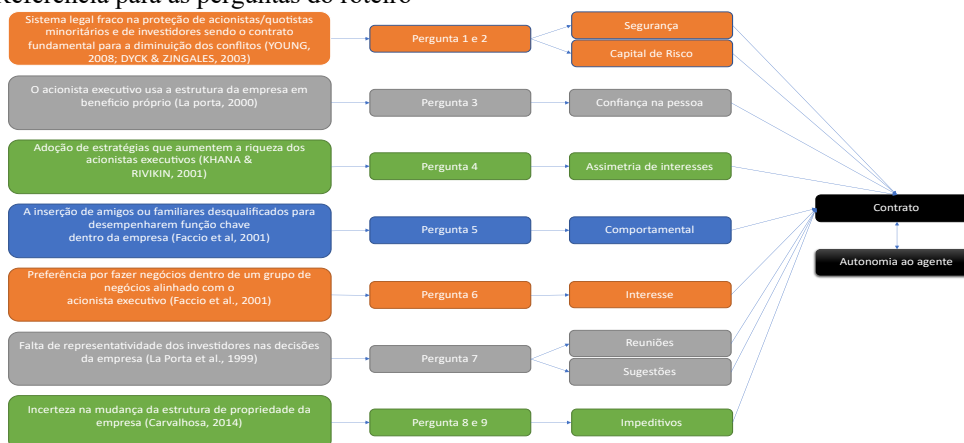 Referência para as perguntas do roteiro
Sistema legal fraco na proteção de acionistas/quotistas
minoritários e de investidores sendo o contrato
fundamental para a diminuição dos conflitos (YOUNG,
2008; DYCK & ZJNGALES, 2003)
Pergunta 1 e 2
Segurança
Capital de Risco
O acionista executivo usa a estrutura da empresa em
beneficio próprio (La porta, 2000)
Pergunta 3
Confiança na pessoa
Adoção de estratégias que aumentem a riqueza dos
acionistas executivos (KHANA &
RIVIKIN, 2001)
Pergunta 4
Assimetria de interesses
A inserção de amigos ou familiares desqualificados para
desempenharem função chave
dentro da empresa (Faccio et al, 2001)
Pergunta 5
Comportamental
Preferência por fazer negócios dentro de um grupo de
negócios alinhado com o
acionista executivo (Faccio et al., 2001)
Pergunta 6
Interesse
Falta de representatividade dos investidores nas decisões
da empresa (La Porta et al., 1999)
Pergunta 7
Reuniões
Sugestões
Incerteza na mudança da estrutura de propriedade da
empresa (Carvalhosa, 2014)
Pergunta 8 e 9
Impeditivos
Contrato
Autonomia ao agente